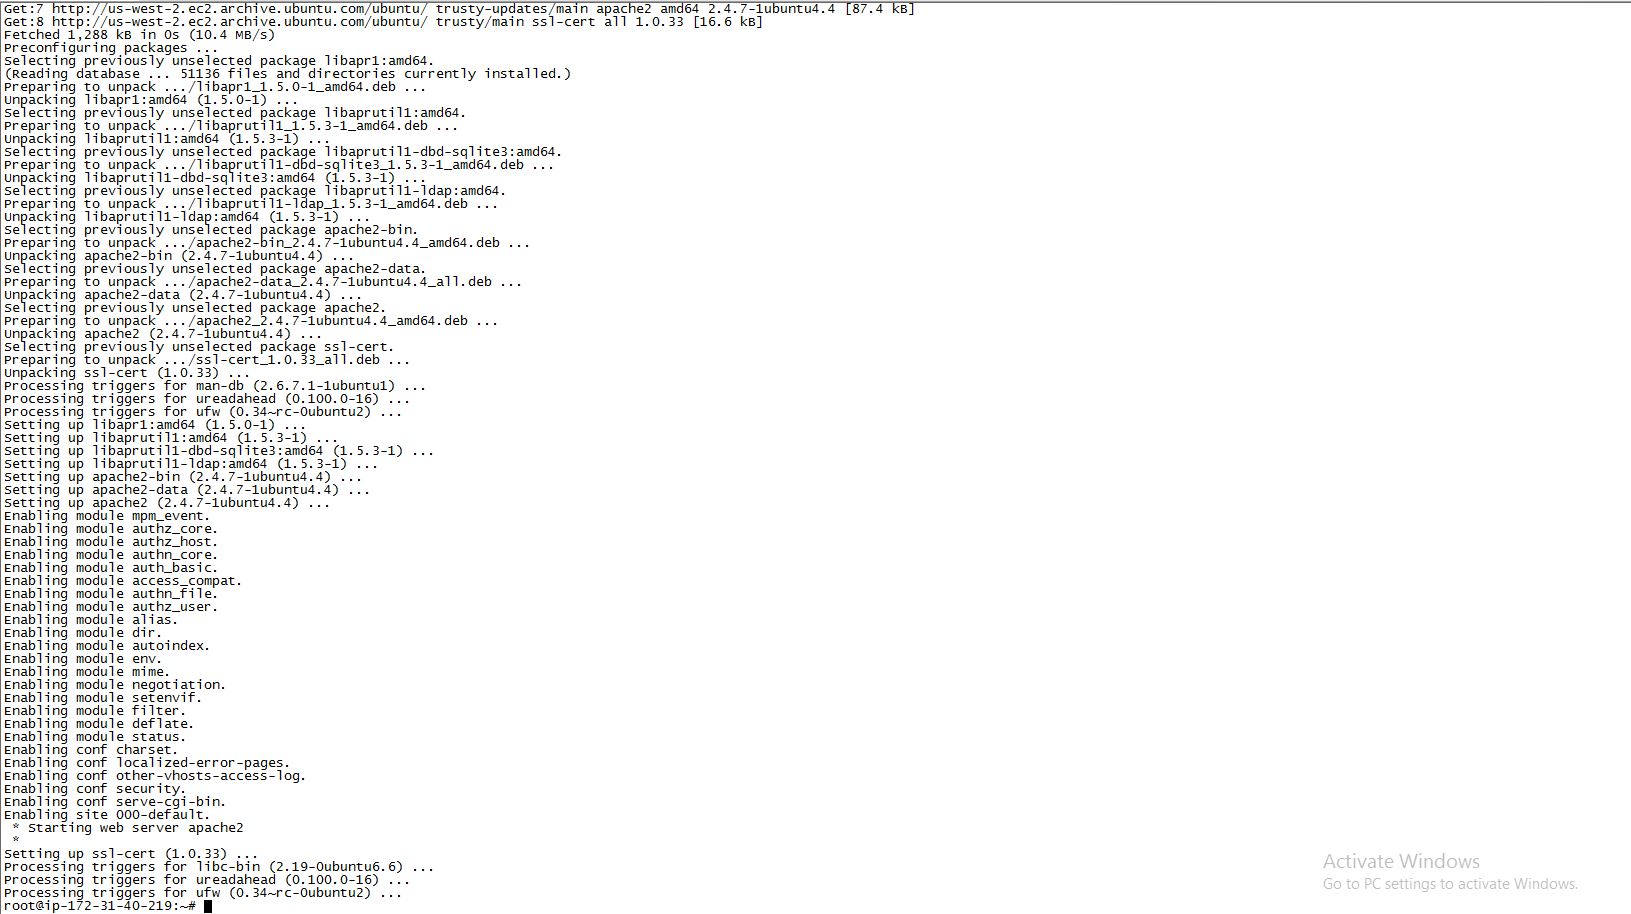 Get:7 http://us-west-2.ec2.archive.ubuntu.com/ubuntu/ trusty-updates/main apache2 amd64 2.4.7-1ubuntu4.4 [87.4 kB]
Get:8 http://us-west-2.ec2.archive.ubuntu.com/ubuntu/ trusty/main ssl-cert all 1.0.33 [16.6 kB]
Fetched 1,288 kB in 0s (10.4 MB/s)
Preconfiguring packages ...
Selecting previously unselected package libapr1:amd64.
(Reading database ... 51136 files and directories currently installed.)
Preparing to unpack .../libapr1_1.5.0-1_amd64.deb ...
Unpacking libapr1:amd64 (1.5.0-1) ...
Selecting previously unselected package libaprutil1:amd64.
Preparing to unpack .../libaprutil1_1.5.3-1_amd64.deb ...
Unpacking libaprutil1:amd64 (1.5.3-1) ...
Selecting previously unselected package libaprutil1-dbd-sqlite3:amd64.
Preparing to unpack .../libaprutil1-dbd-sqlite3_1.5.3-1_amd64.deb ...
Unpacking libaprutil1-dbd-sqlite3:amd64 (1.5.3-1) ...
Selecting previously unselected package libaprutil1-ldap:amd64.
Preparing to unpack .../libaprutil1-ldap_1.5.3-1_amd64.deb ...
Unpacking libaprutil1-ldap:amd64 (1.5.3-1) ...
Selecting previously unselected package apache2-bin.
Preparing to unpack .../apache2-bin_2.4.7-1ubuntu4.4_amd64.deb ...
Unpacking apache2-bin (2.4.7-1ubuntu4.4) ...
Selecting previously unselected package apache2-data.
Preparing to unpack .../apache2-data_2.4.7-1ubuntu4.4_all.deb ...
Unpacking apache2-data (2.4.7-1ubuntu4.4) ...
Selecting previously unselected package apache2.
Preparing to unpack .../apache2_2.4.7-1ubuntu4.4_amd64.deb ...
Unpacking apache2 (2.4.7-1ubuntu4.4) ...
Selecting previously unselected package ssl-cert.
Preparing to unpack .../ssl-cert_1.0.33_all.deb ...
Unpacking ssl-cert (1.0.33) ...
Processing triggers for man-db (2.6.7.1-1ubuntu1) ...
Processing triggers for ureadahead (0.100.0-16) ...
Processing triggers for ufw (0.34~rc-0ubuntu2) ...
Setting up libapr1:amd64 (1.5.0-1) ...
Setting up libaprutil1:amd64 (1.5.3-1) ...
Setting up libaprutil1-dbd-sqlite3:amd64 (1.5.3-1) ...
Setting up libaprutil1-ldap:amd64 (1.5.3-1) ...
Setting up apache2-bin (2.4.7-1ubuntu4.4) ...
Setting up apache2-data (2.4.7-1ubuntu4.4) ...
Setting up apache2 (2.4.7-1ubuntu4.4) ...
Enabling module mpm_event.
Enabling module authz_core.
Enabling module authz_host.
Enabling module authn_core.
Enabling module auth_basic.
Enabling module access_compat.
Enabling module authn_file.
Enabling module authz_user.
Enabling module alias.
Enabling module dir.
Enabling module autoindex.
Enabling module env.
Enabling module mime.
Enabling module negotiation.
Enabling module setenvif.
Enabling module filter.
Enabling module deflate.
Enabling module status.
Enabling conf charset.
Enabling conf localized-error-pages.
Enabling conf other-vhosts-access-log.
Enabling conf security.
Enabling conf serve-cgi-bin.
Enabling site 000-default.
 * Starting web server apache2
 *
Setting up ssl-cert (1.0.33) ...
Processing triggers for libc-bin (2.19-0ubuntu6.6) ...
Processing triggers for ureadahead (0.100.0-16) ...
Processing triggers for ufw (0.34~rc-0ubuntu2) ...
root@ip-172-31-40-219:~#
Activate Windows
Go to PC settings to activate Windows.